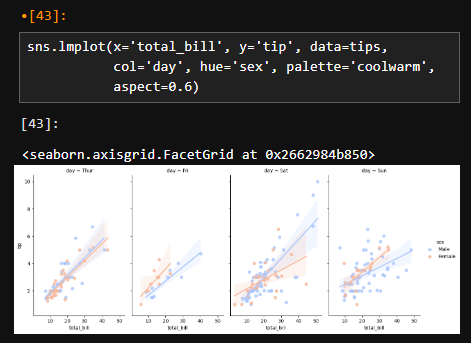 •[43]:
sns.lmplot(x='total_bill', y='tip', data=tips,
col='day', hue='sex', palette='coolwarm',
aspect=0.6)
[43]:
<seaborn.axisgrid.FacetGrid at 0x2662984b850>
day = Thur
day = Fri
day = Sat
day = Sun
10
8
6
4
2
tip
sex
Male
Female
10 20 30 40 50
10 20 30 40 50
10 20 30 40 50
10 20 30 40 50
total_bill
total_bill
total_bill
total_bill